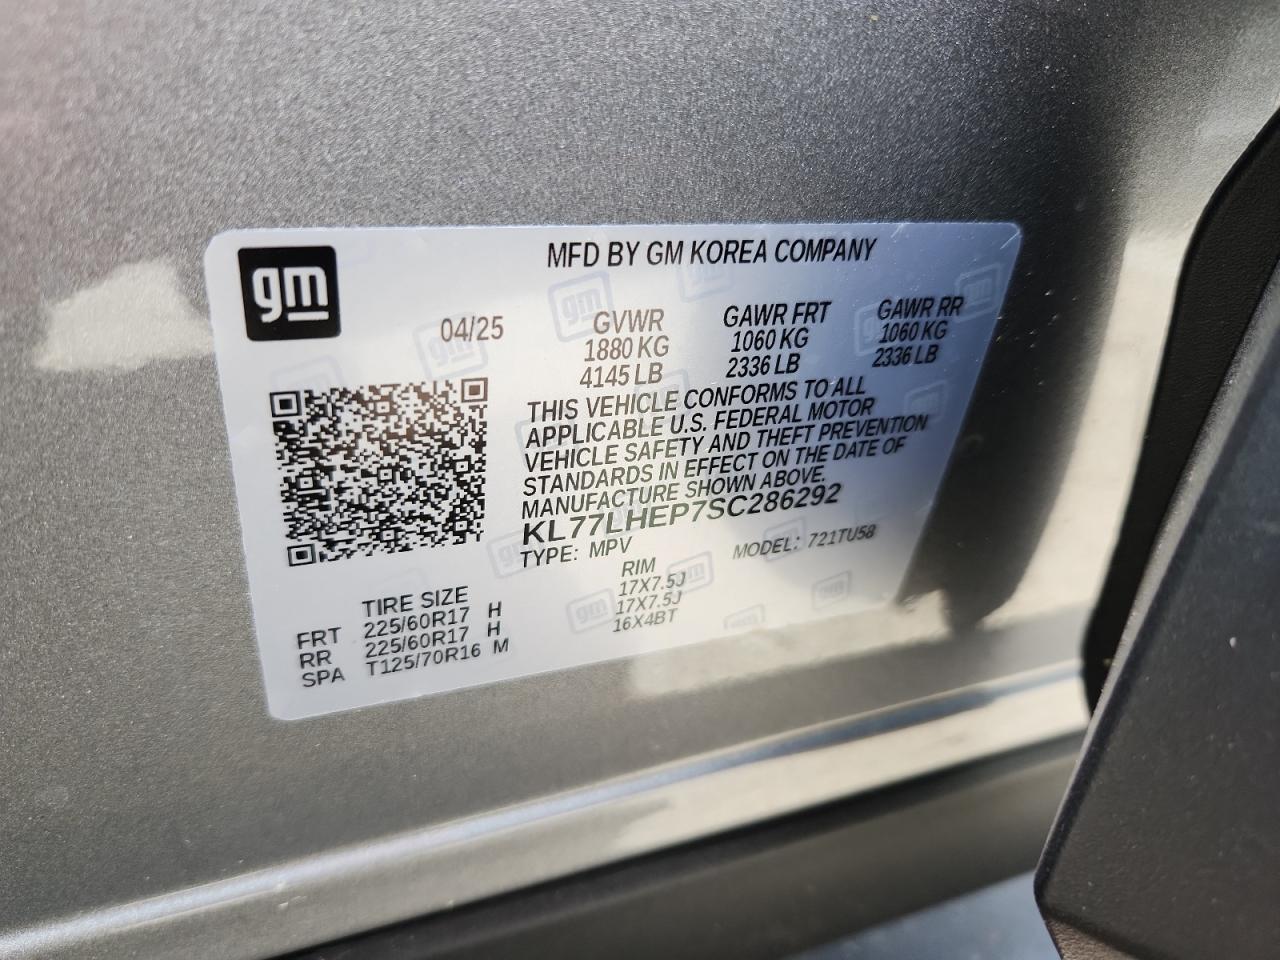 gm
MFD BY GM KOREA COMPANY
04/25
GVWR GAWR FRT GAWR RR
1880 KG 1060 KG 1060 KG
4145 LB 2336 LB 2336 LB
THIS VEHICLE CONFORMS TO ALL
APPLICABLE U.S. FEDERAL MOTOR
VEHICLE SAFETY AND THEFT PREVENTION
STANDARDS IN EFFECT ON THE DATE OF
MANUFACTURE SHOWN ABOVE.
KL77LHEP7SC286292
TYPE: MPV MODEL: 721TU58
TIRE SIZE RIM
FRT 225/60R17 H 17X7.5J
RR 225/60R17 H 17X7.5J
SPA T125/70R16 M 16X4BT